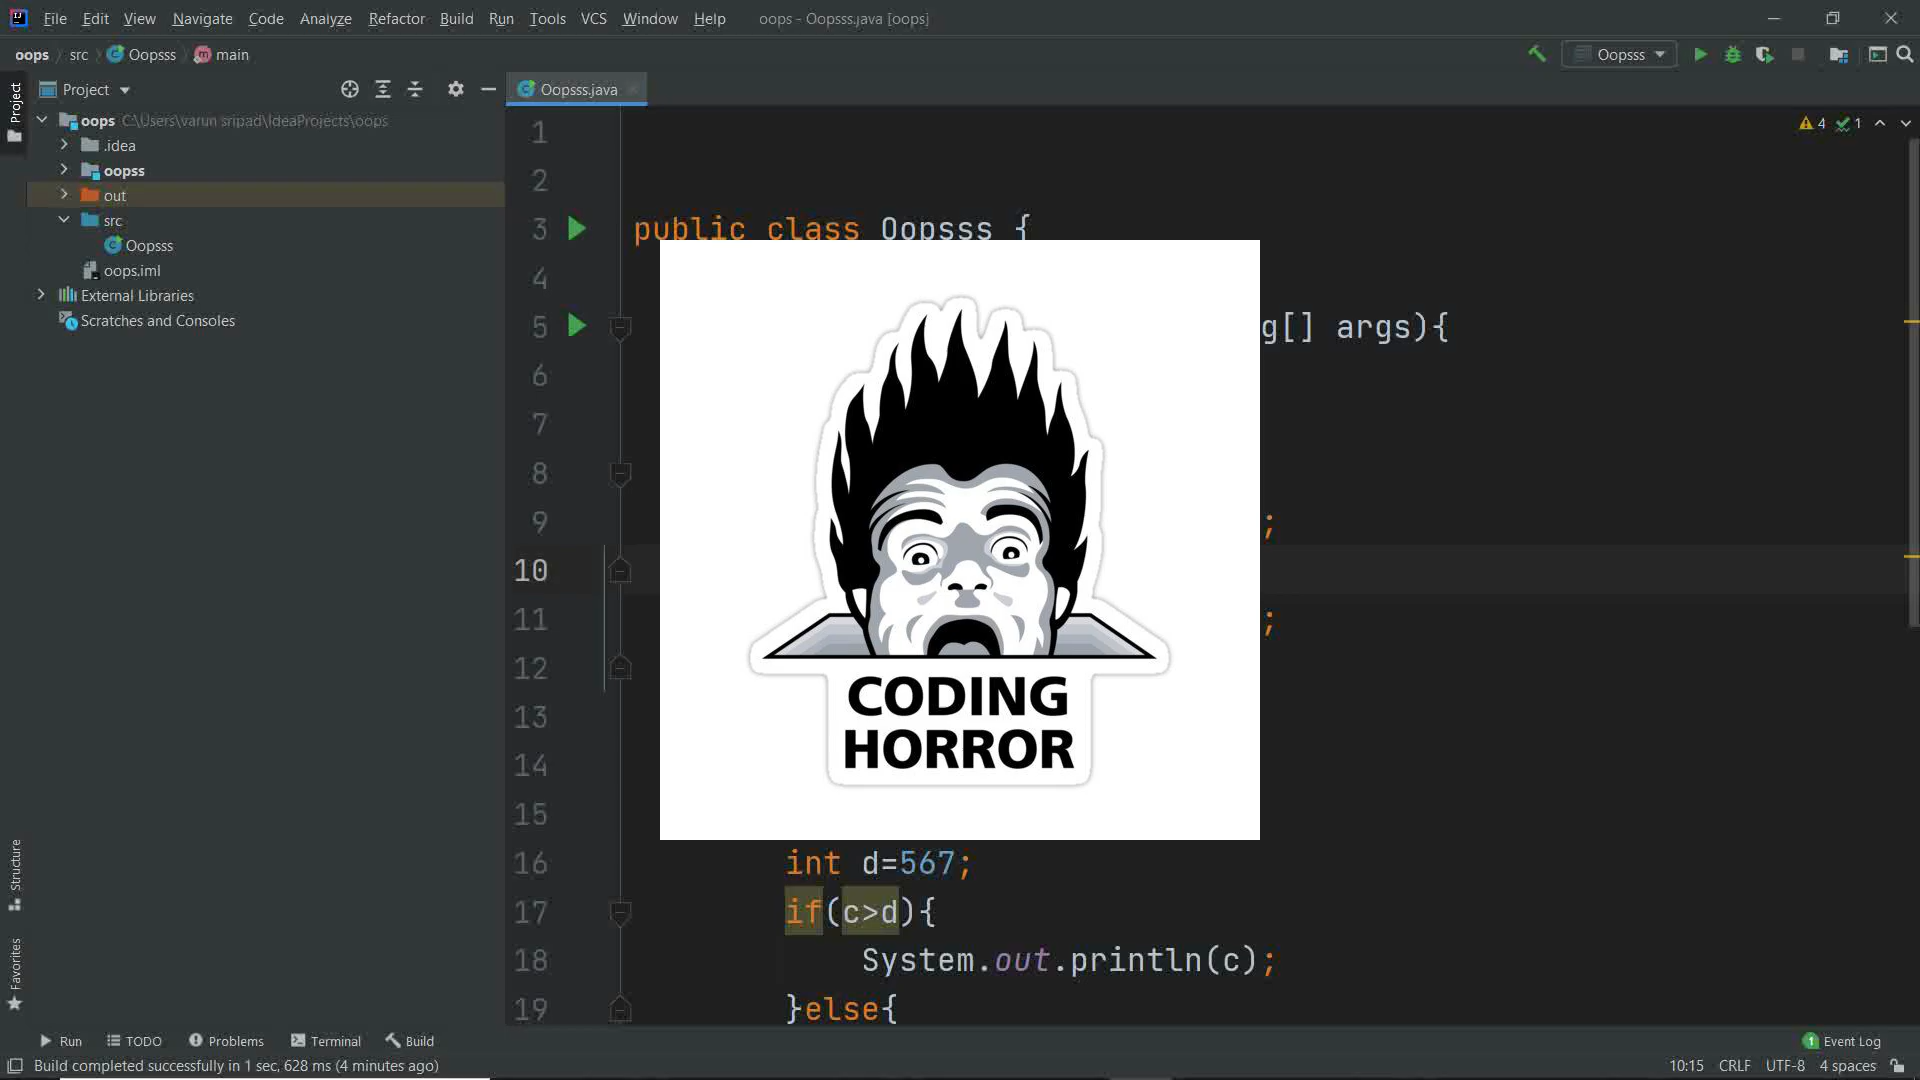 File Edit View Navigate Code Analyze Refactor Build Run Tools VCS Window Help oops - Oopsss.java [oops]
oops src Oopsss main
Oopsss
Project
Project
Oopsss.java
oops C:\Users\varun sripad\IdeaProjects\oops
.idea
oopss
out
src
Oopsss
oops.iml
External Libraries
Scratches and Consoles
4 1
1
2
3 public class Oopsss {
4
5 g[] args){
6
7
8
9 ;
10
11 ;
12
13
14
15
16 int d=567;
17 if(c>d){
18 System.out.println(c);
19 }else{
CODING
HORROR
Structure
Favorites
Run TODO Problems Terminal Build
1 Event Log
Build completed successfully in 1 sec, 628 ms (4 minutes ago)
10:15 CRLF UTF-8 4 spaces